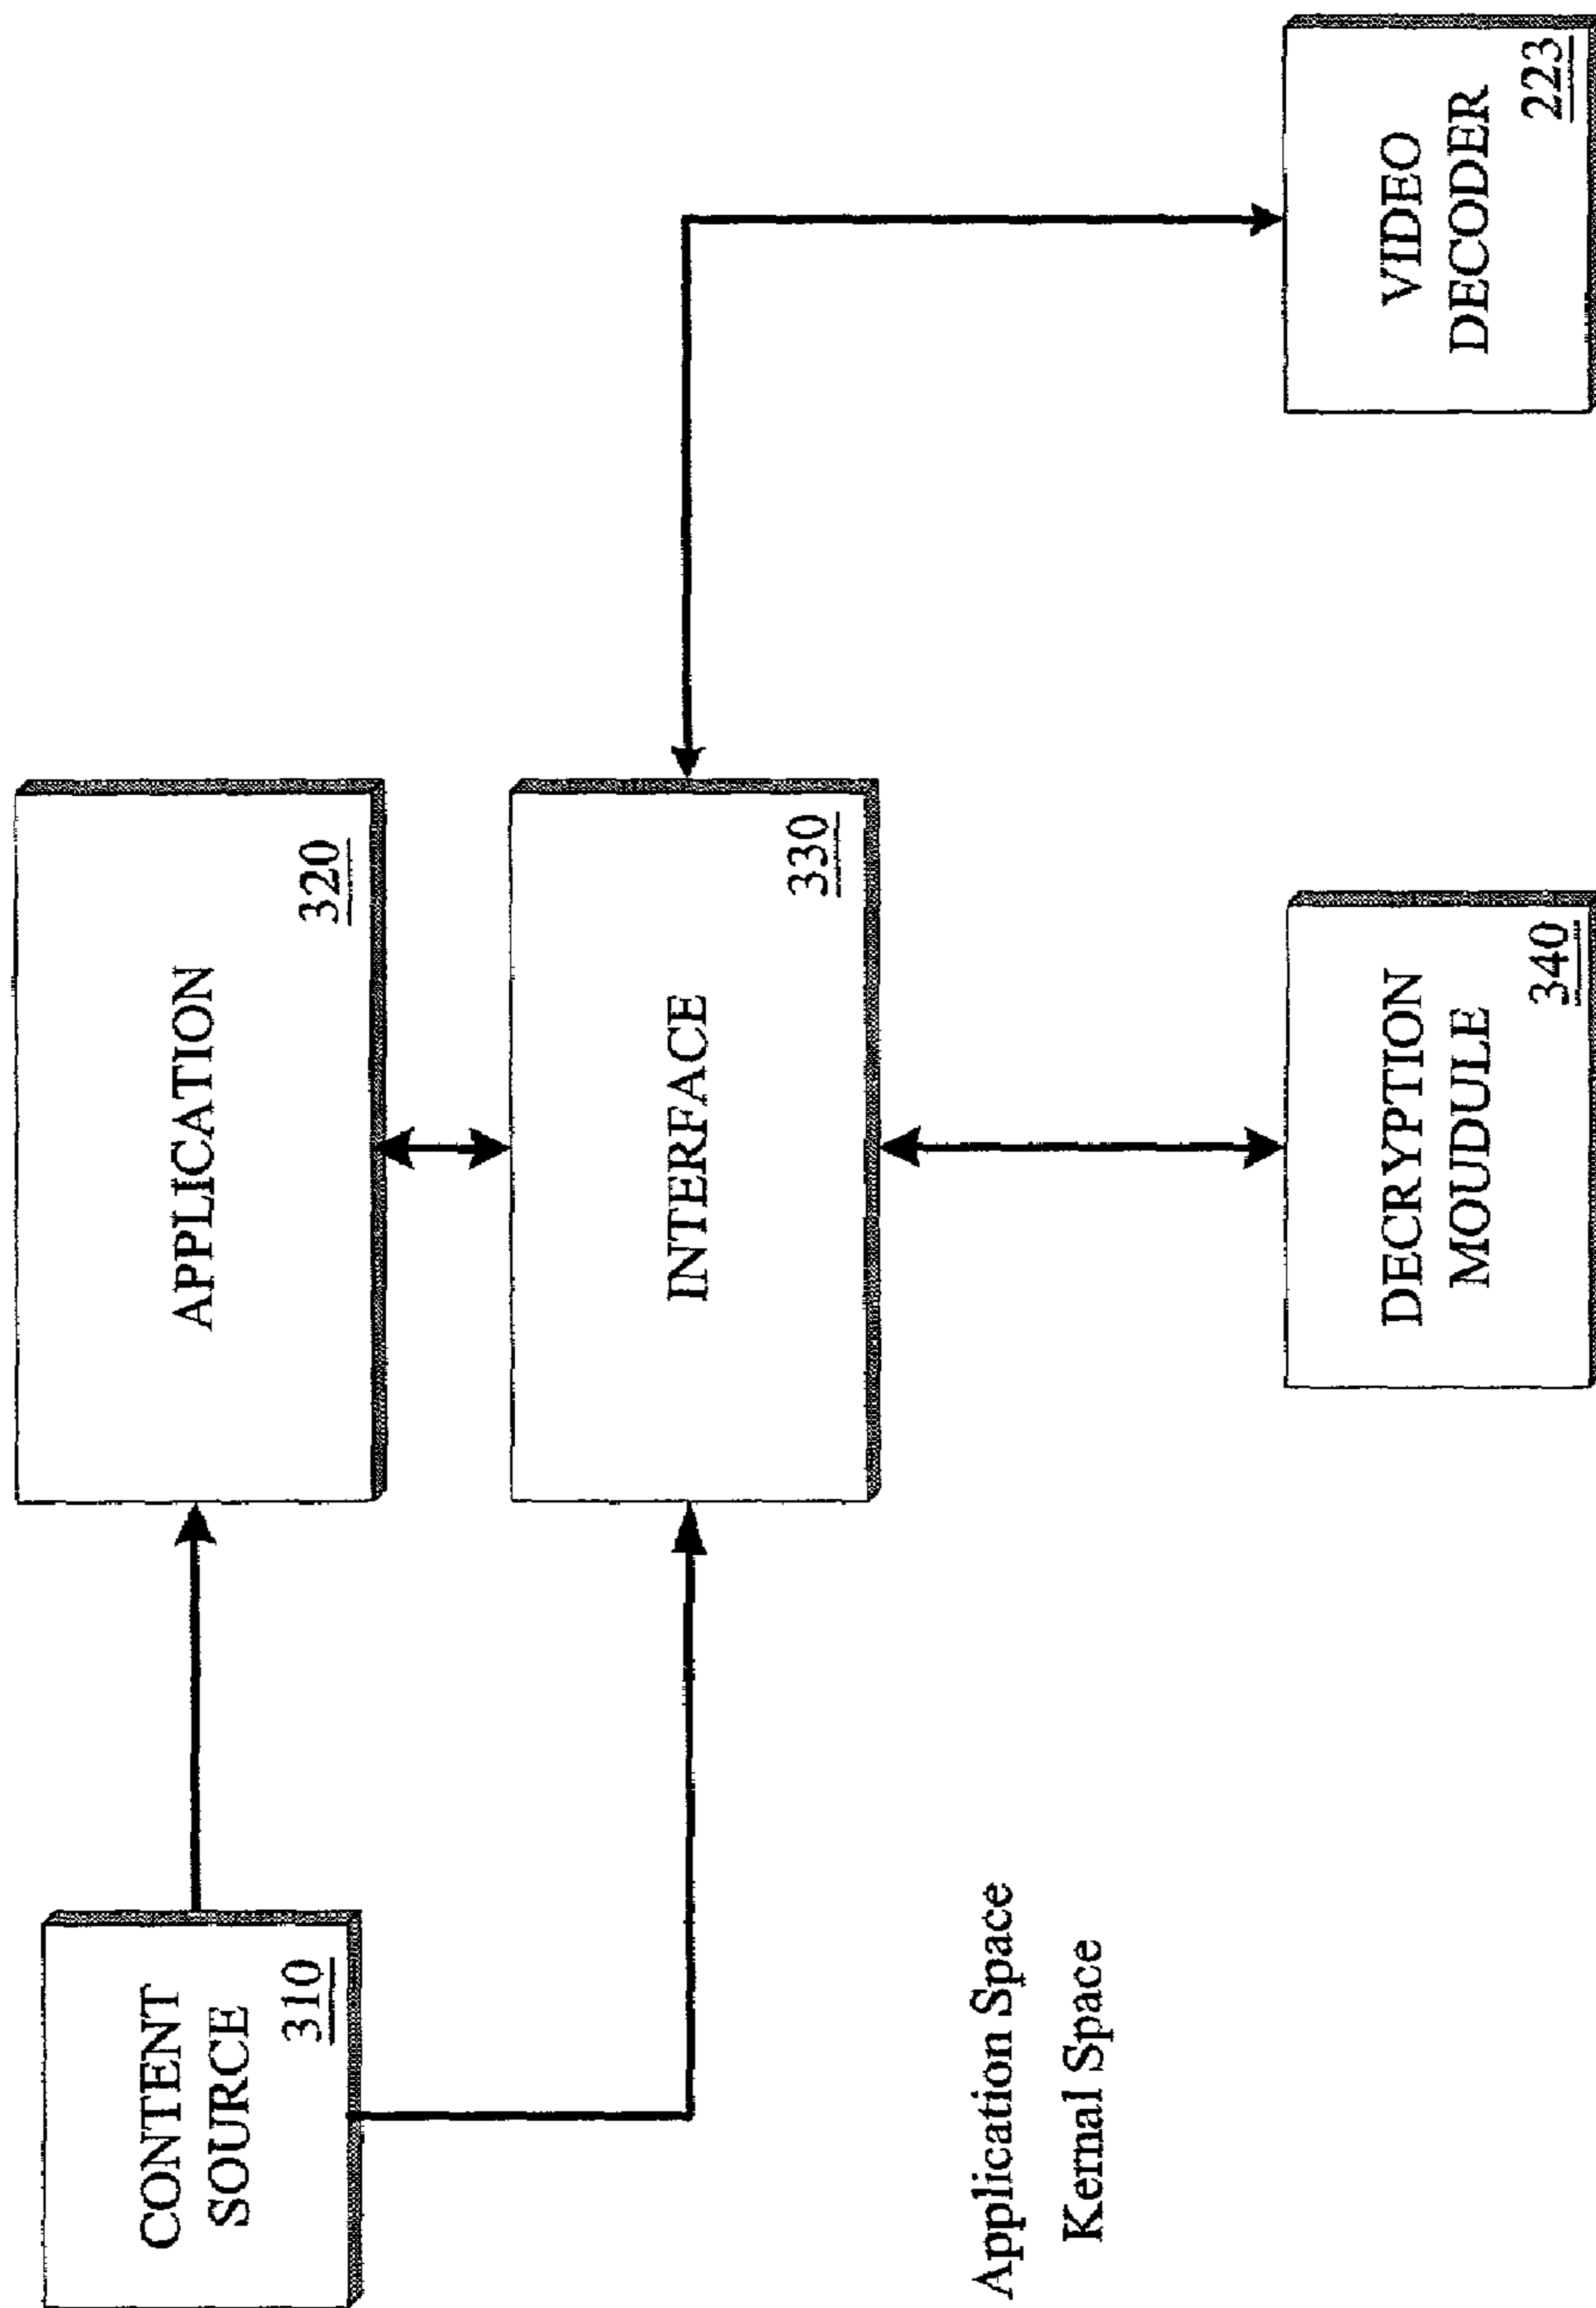 CONTENT
SOURCE
310
APPLICATION
320
INTERFACE
330
Application Space
Kernal Space
DECRYPTION
MOUDULE
340
VIDEO
DECODER
223